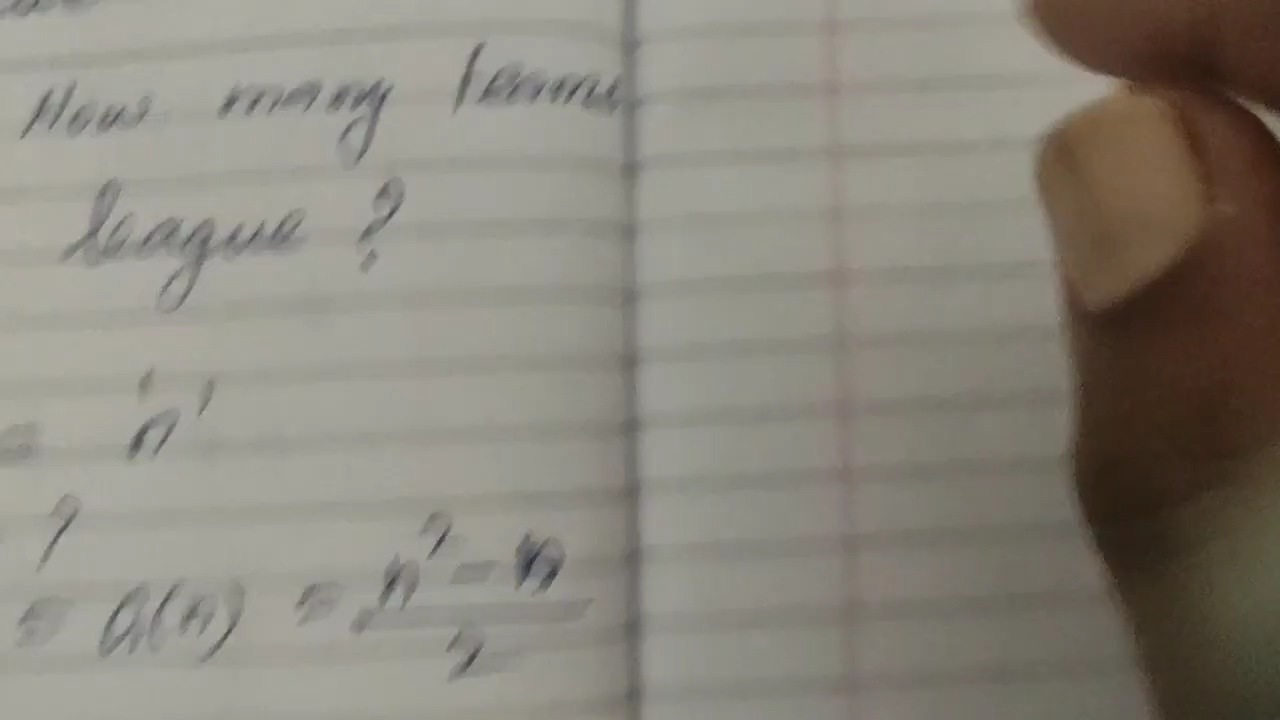 How many teams
league ?
= 'n'
?
= G(n) = n² - n
2